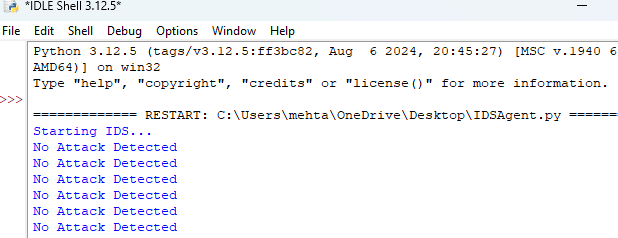 *IDLE Shell 3.12.5*
File Edit Shell Debug Options Window Help
Python 3.12.5 (tags/v3.12.5:ff3bc82, Aug  6 2024, 20:45:27) [MSC v.1940 6
AMD64)] on win32
Type "help", "copyright", "credits" or "license()" for more information.
>>>
============= RESTART: C:\Users\mehta\OneDrive\Desktop\IDSAgent.py ======
Starting IDS...
No Attack Detected
No Attack Detected
No Attack Detected
No Attack Detected
No Attack Detected
No Attack Detected